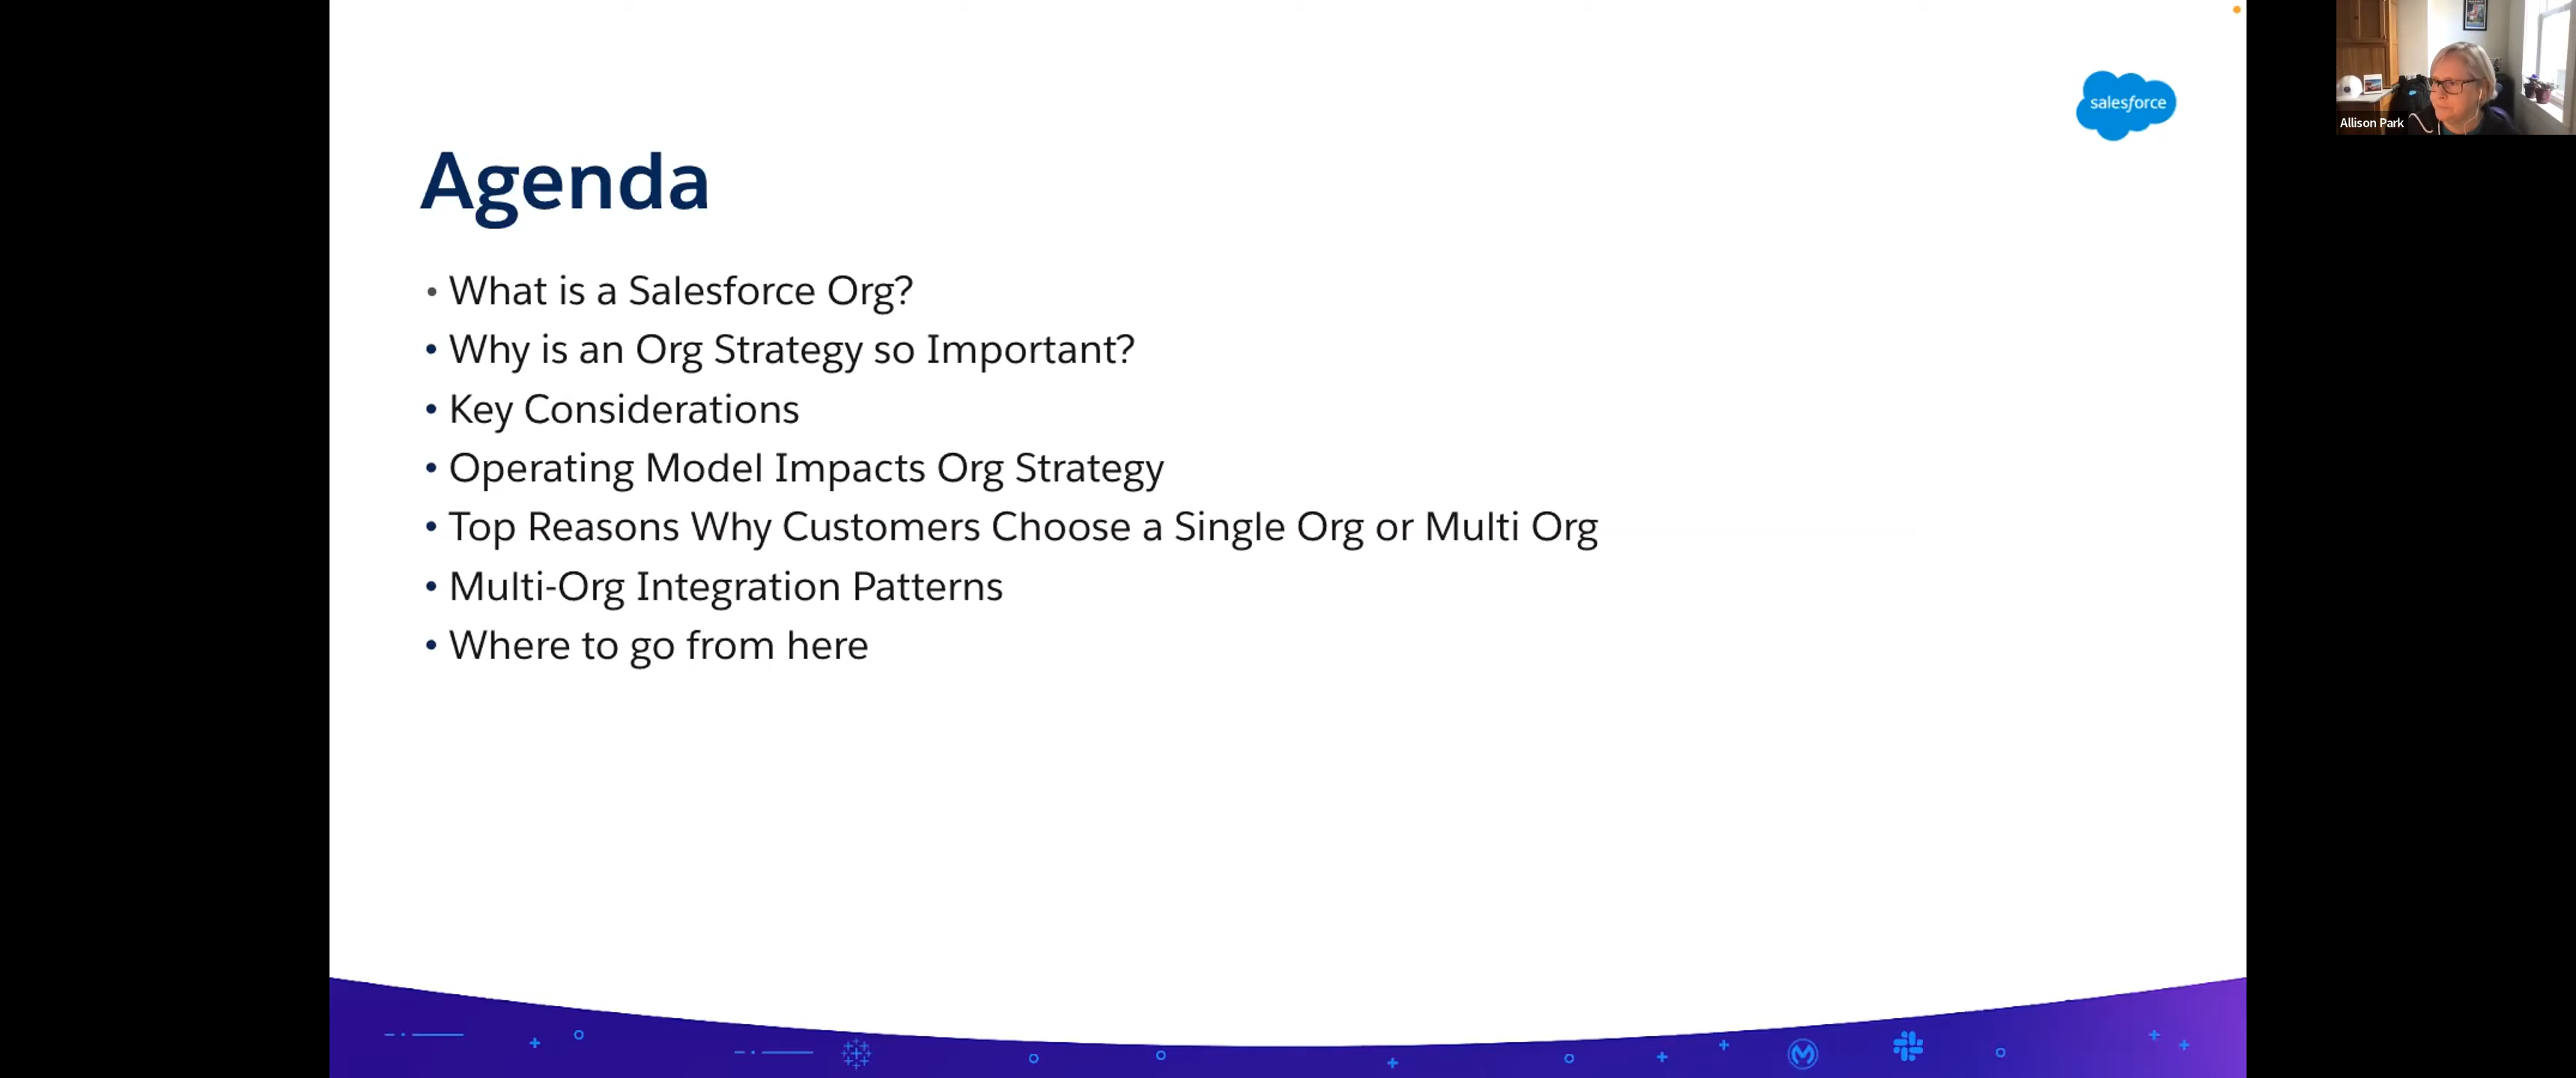 salesforce
Allison Park
Agenda
• What is a Salesforce Org?
• Why is an Org Strategy so Important?
• Key Considerations
• Operating Model Impacts Org Strategy
• Top Reasons Why Customers Choose a Single Org or Multi Org
• Multi-Org Integration Patterns
• Where to go from here